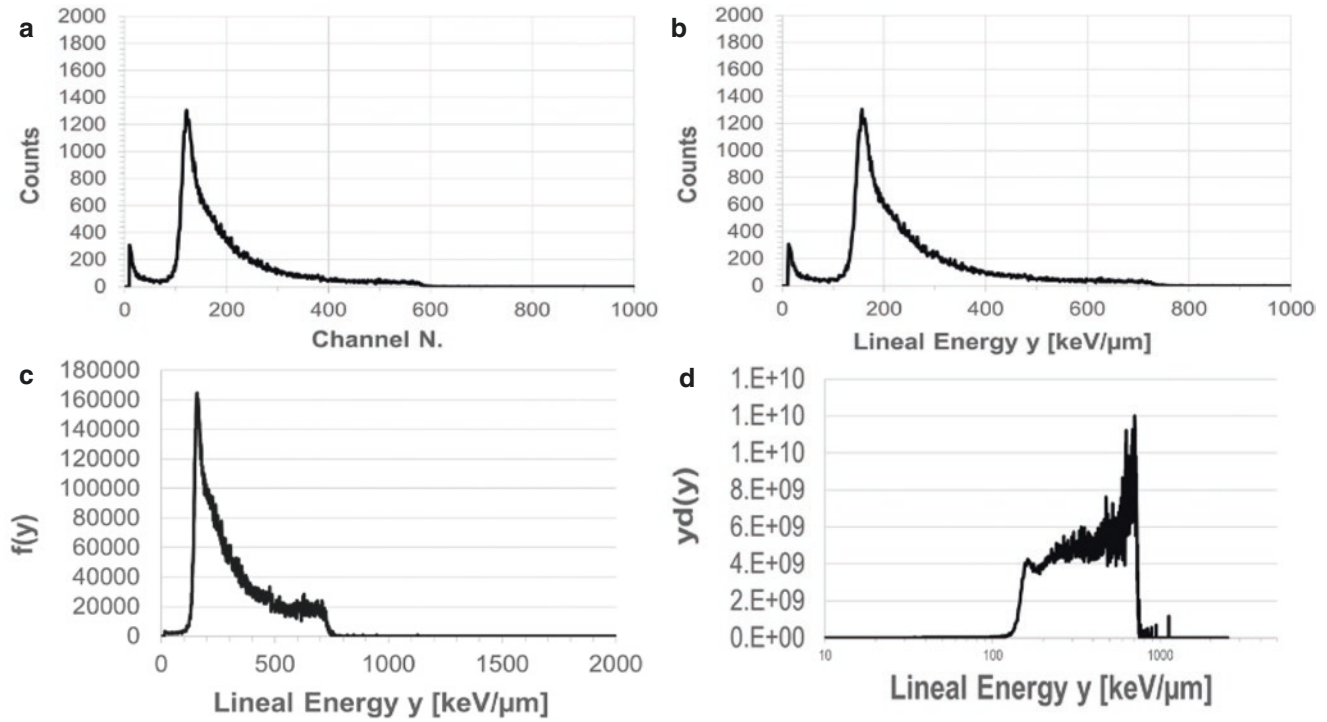 a
2000
1800
1600
1400
1200
1000
800
600
400
200
0
Counts
0 200 400 600 800 1000
Channel N.
b
2000
1800
1600
1400
1200
1000
800
600
400
200
0
Counts
0 200 400 600 800 1000
Lineal Energy y [keV/µm]
c
180000
160000
140000
120000
100000
80000
60000
40000
20000
0
f(y)
0 500 1000 1500 2000
Lineal Energy y [keV/µm]
d
1.E+10
1.E+10
1.E+10
8.E+09
6.E+09
4.E+09
2.E+09
0.E+00
yd(y)
10 100 1000
Lineal Energy y [keV/µm]